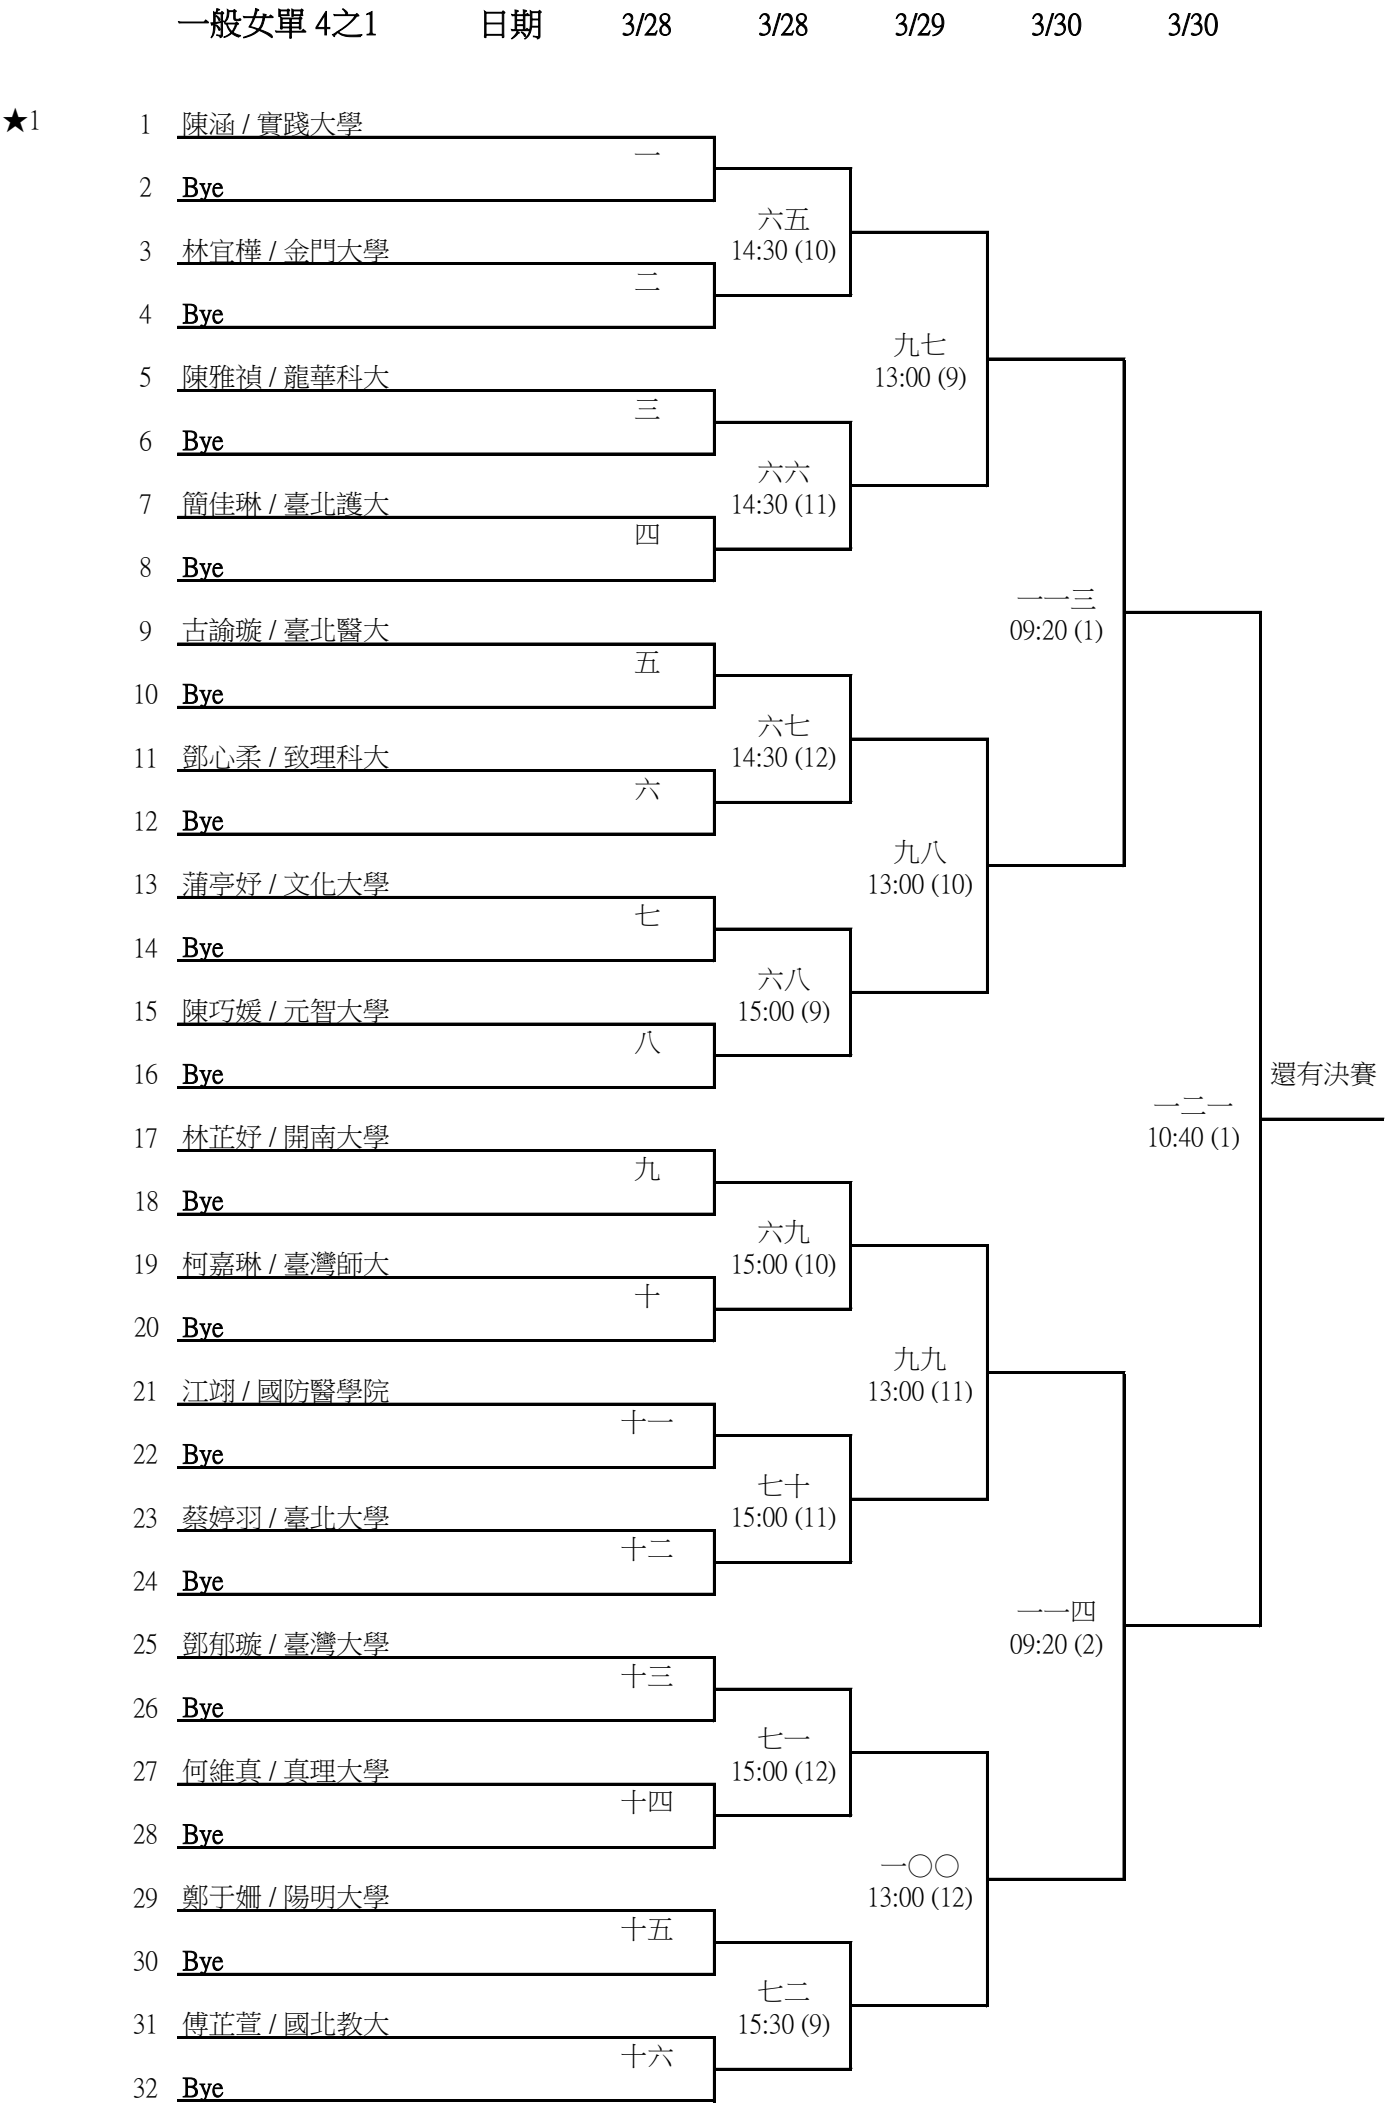 一般女單 4之1 日期 3/28 3/28 3/29 3/30 3/30
★1 1 陳涵 / 實踐大學
一
2 Bye
六五
14:30 (10)
3 林宜樺 / 金門大學
二
4 Bye
九七
13:00 (9)
5 陳雅禎 / 龍華科大
三
6 Bye
六六
14:30 (11)
7 簡佳琳 / 臺北護大
四
8 Bye
一一三
09:20 (1)
9 古諭璇 / 臺北醫大
五
10 Bye
六七
14:30 (12)
11 鄧心柔 / 致理科大
六
12 Bye
九八
13:00 (10)
13 蒲亭妤 / 文化大學
七
14 Bye
六八
15:00 (9)
15 陳巧媛 / 元智大學
八
16 Bye
還有決賽
一二一
10:40 (1)
17 林芷妤 / 開南大學
九
18 Bye
六九
15:00 (10)
19 柯嘉琳 / 臺灣師大
十
20 Bye
九九
13:00 (11)
21 江翊 / 國防醫學院
十一
22 Bye
七十
15:00 (11)
23 蔡婷羽 / 臺北大學
十二
24 Bye
一一四
09:20 (2)
25 鄧郁璇 / 臺灣大學
十三
26 Bye
七一
15:00 (12)
27 何維真 / 真理大學
十四
28 Bye
一〇〇
13:00 (12)
29 鄭于姍 / 陽明大學
十五
30 Bye
七二
15:30 (9)
31 傅芷萱 / 國北教大
十六
32 Bye